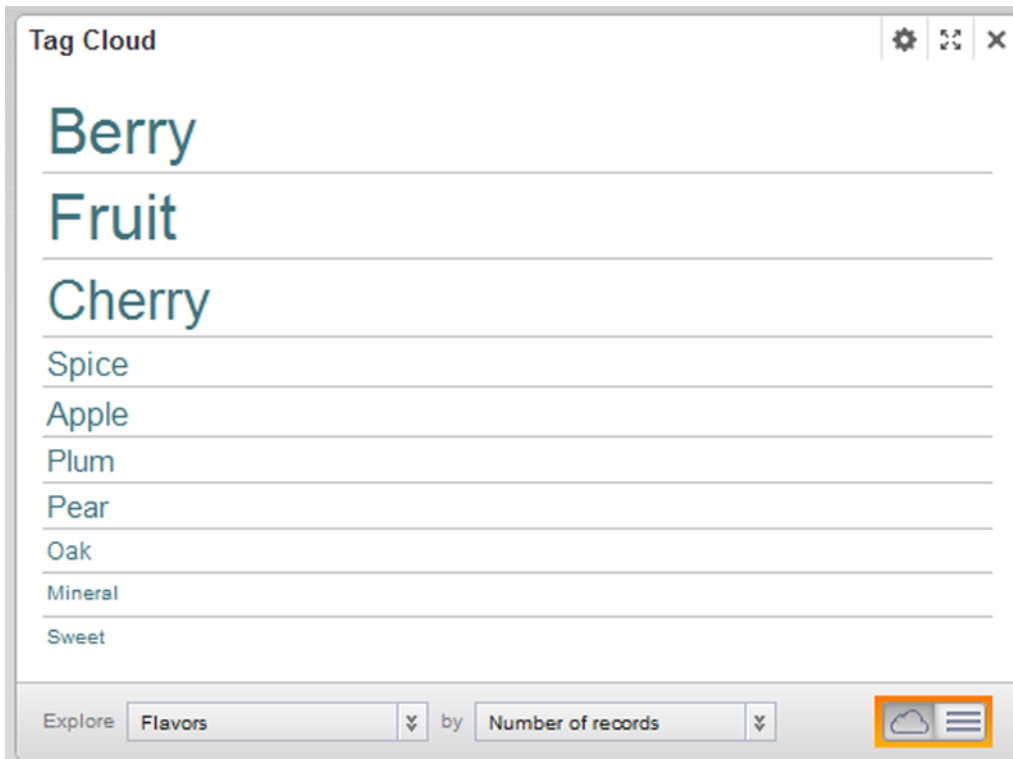 Tag Cloud
Berry
Fruit
Cherry
Spice
Apple
Plum
Pear
Oak
Mineral
Sweet
Explore Flavors by Number of records